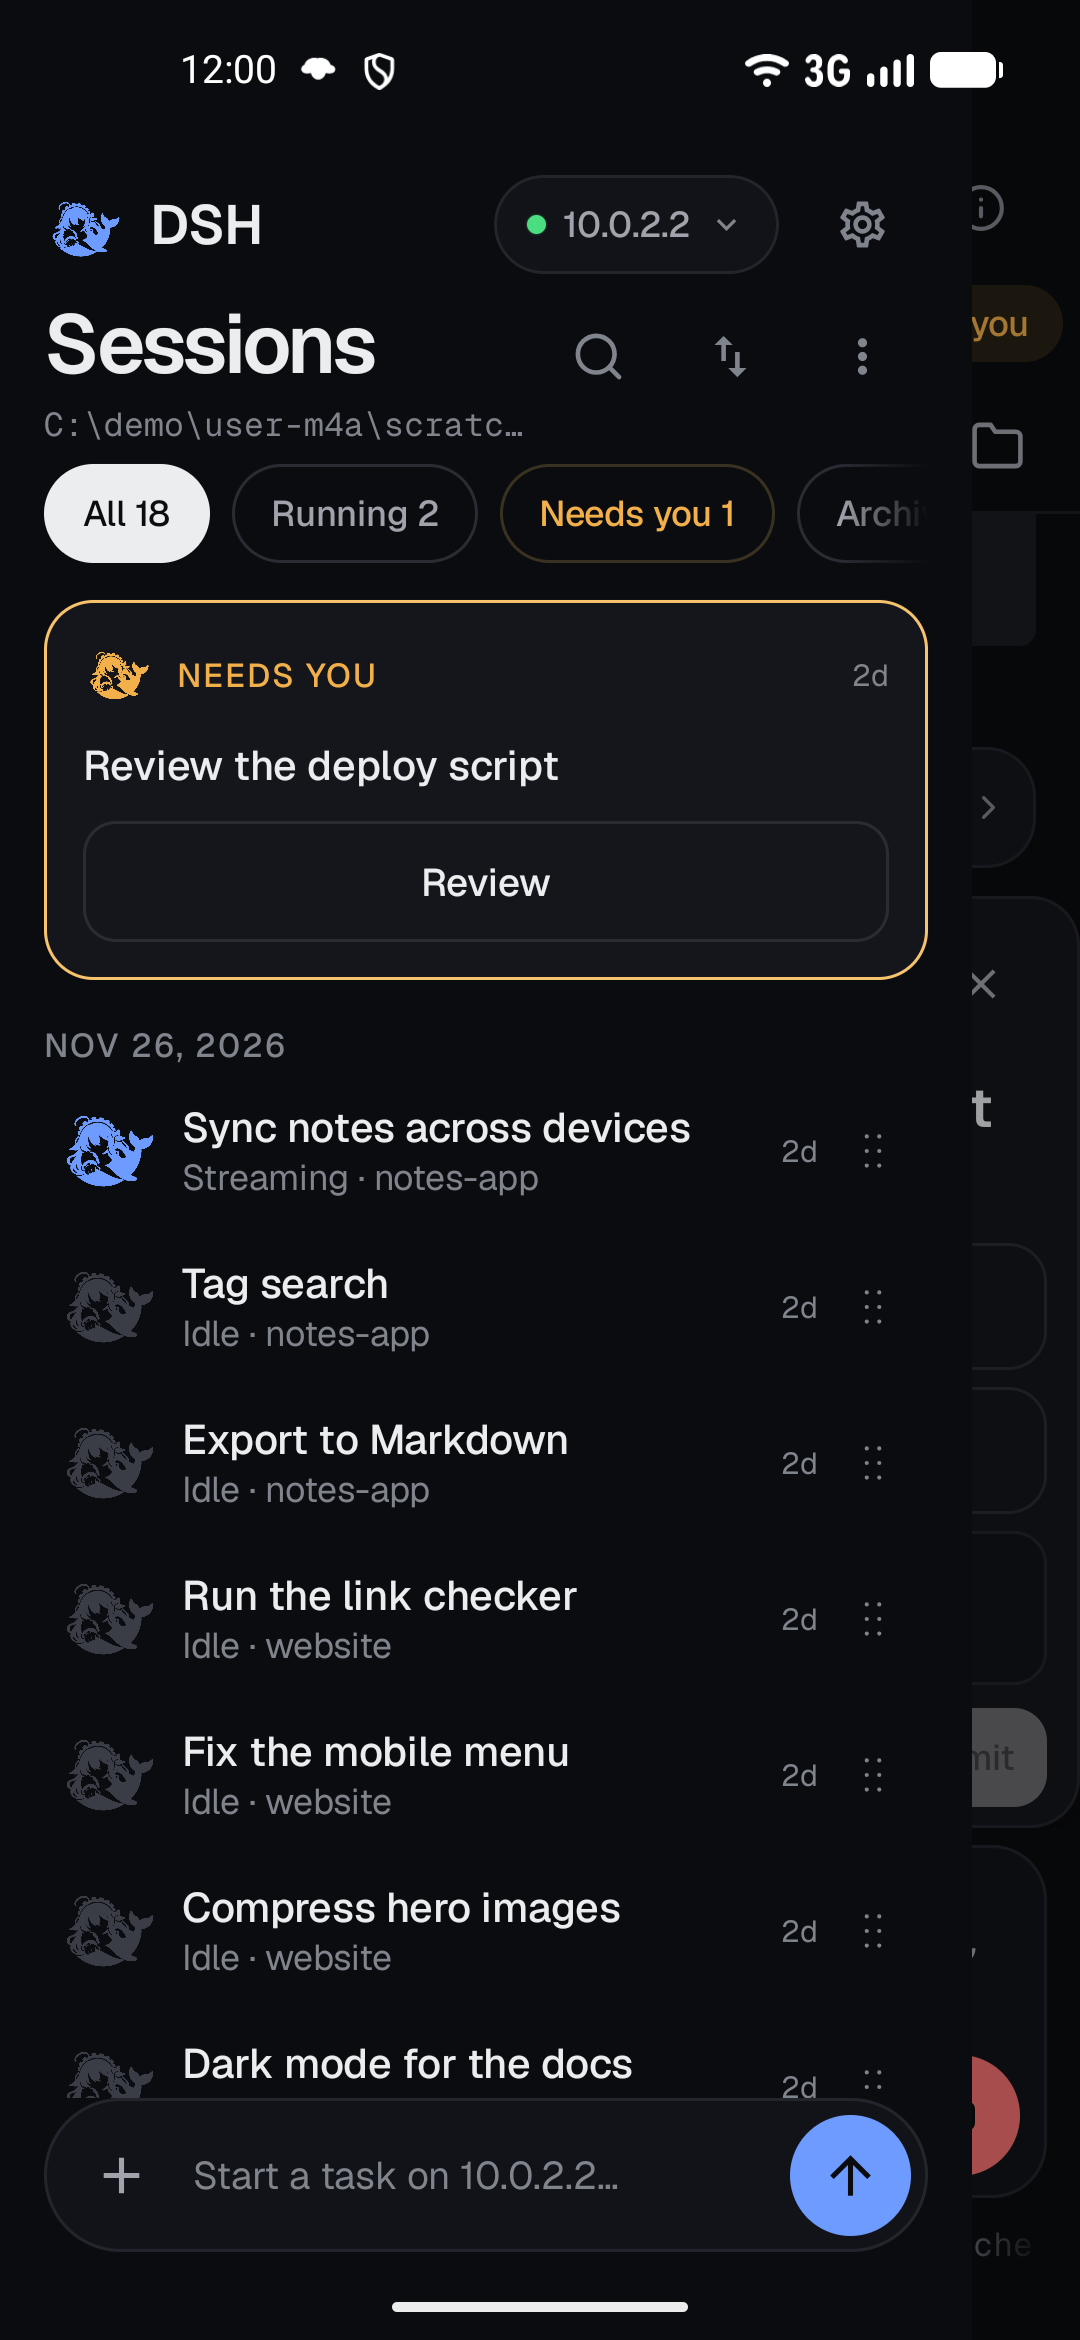 12:00
3G
DSH
10.0.2.2
Sessions
C:\demo\user-m4a\scratc…
All 18
Running 2
Needs you 1
Archi
you
NEEDS YOU
2d
Review the deploy script
Review
NOV 26, 2026
Sync notes across devices
Streaming · notes-app
2d
Tag search
Idle · notes-app
2d
Export to Markdown
Idle · notes-app
2d
Run the link checker
Idle · website
2d
Fix the mobile menu
Idle · website
2d
Compress hero images
Idle · website
2d
Dark mode for the docs
2d
Start a task on 10.0.2.2…
t
mit
che